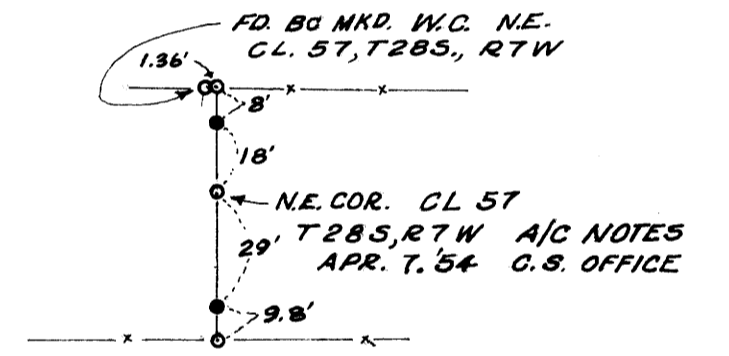 FD. BC MKD. W.C. N.E.
CL. 57, T28S., R7W
1.36'
8'
18'
N.E. COR. CL 57
T28S, R7W A/C NOTES
APR. 7.'54 C.S. OFFICE
29'
9.8'